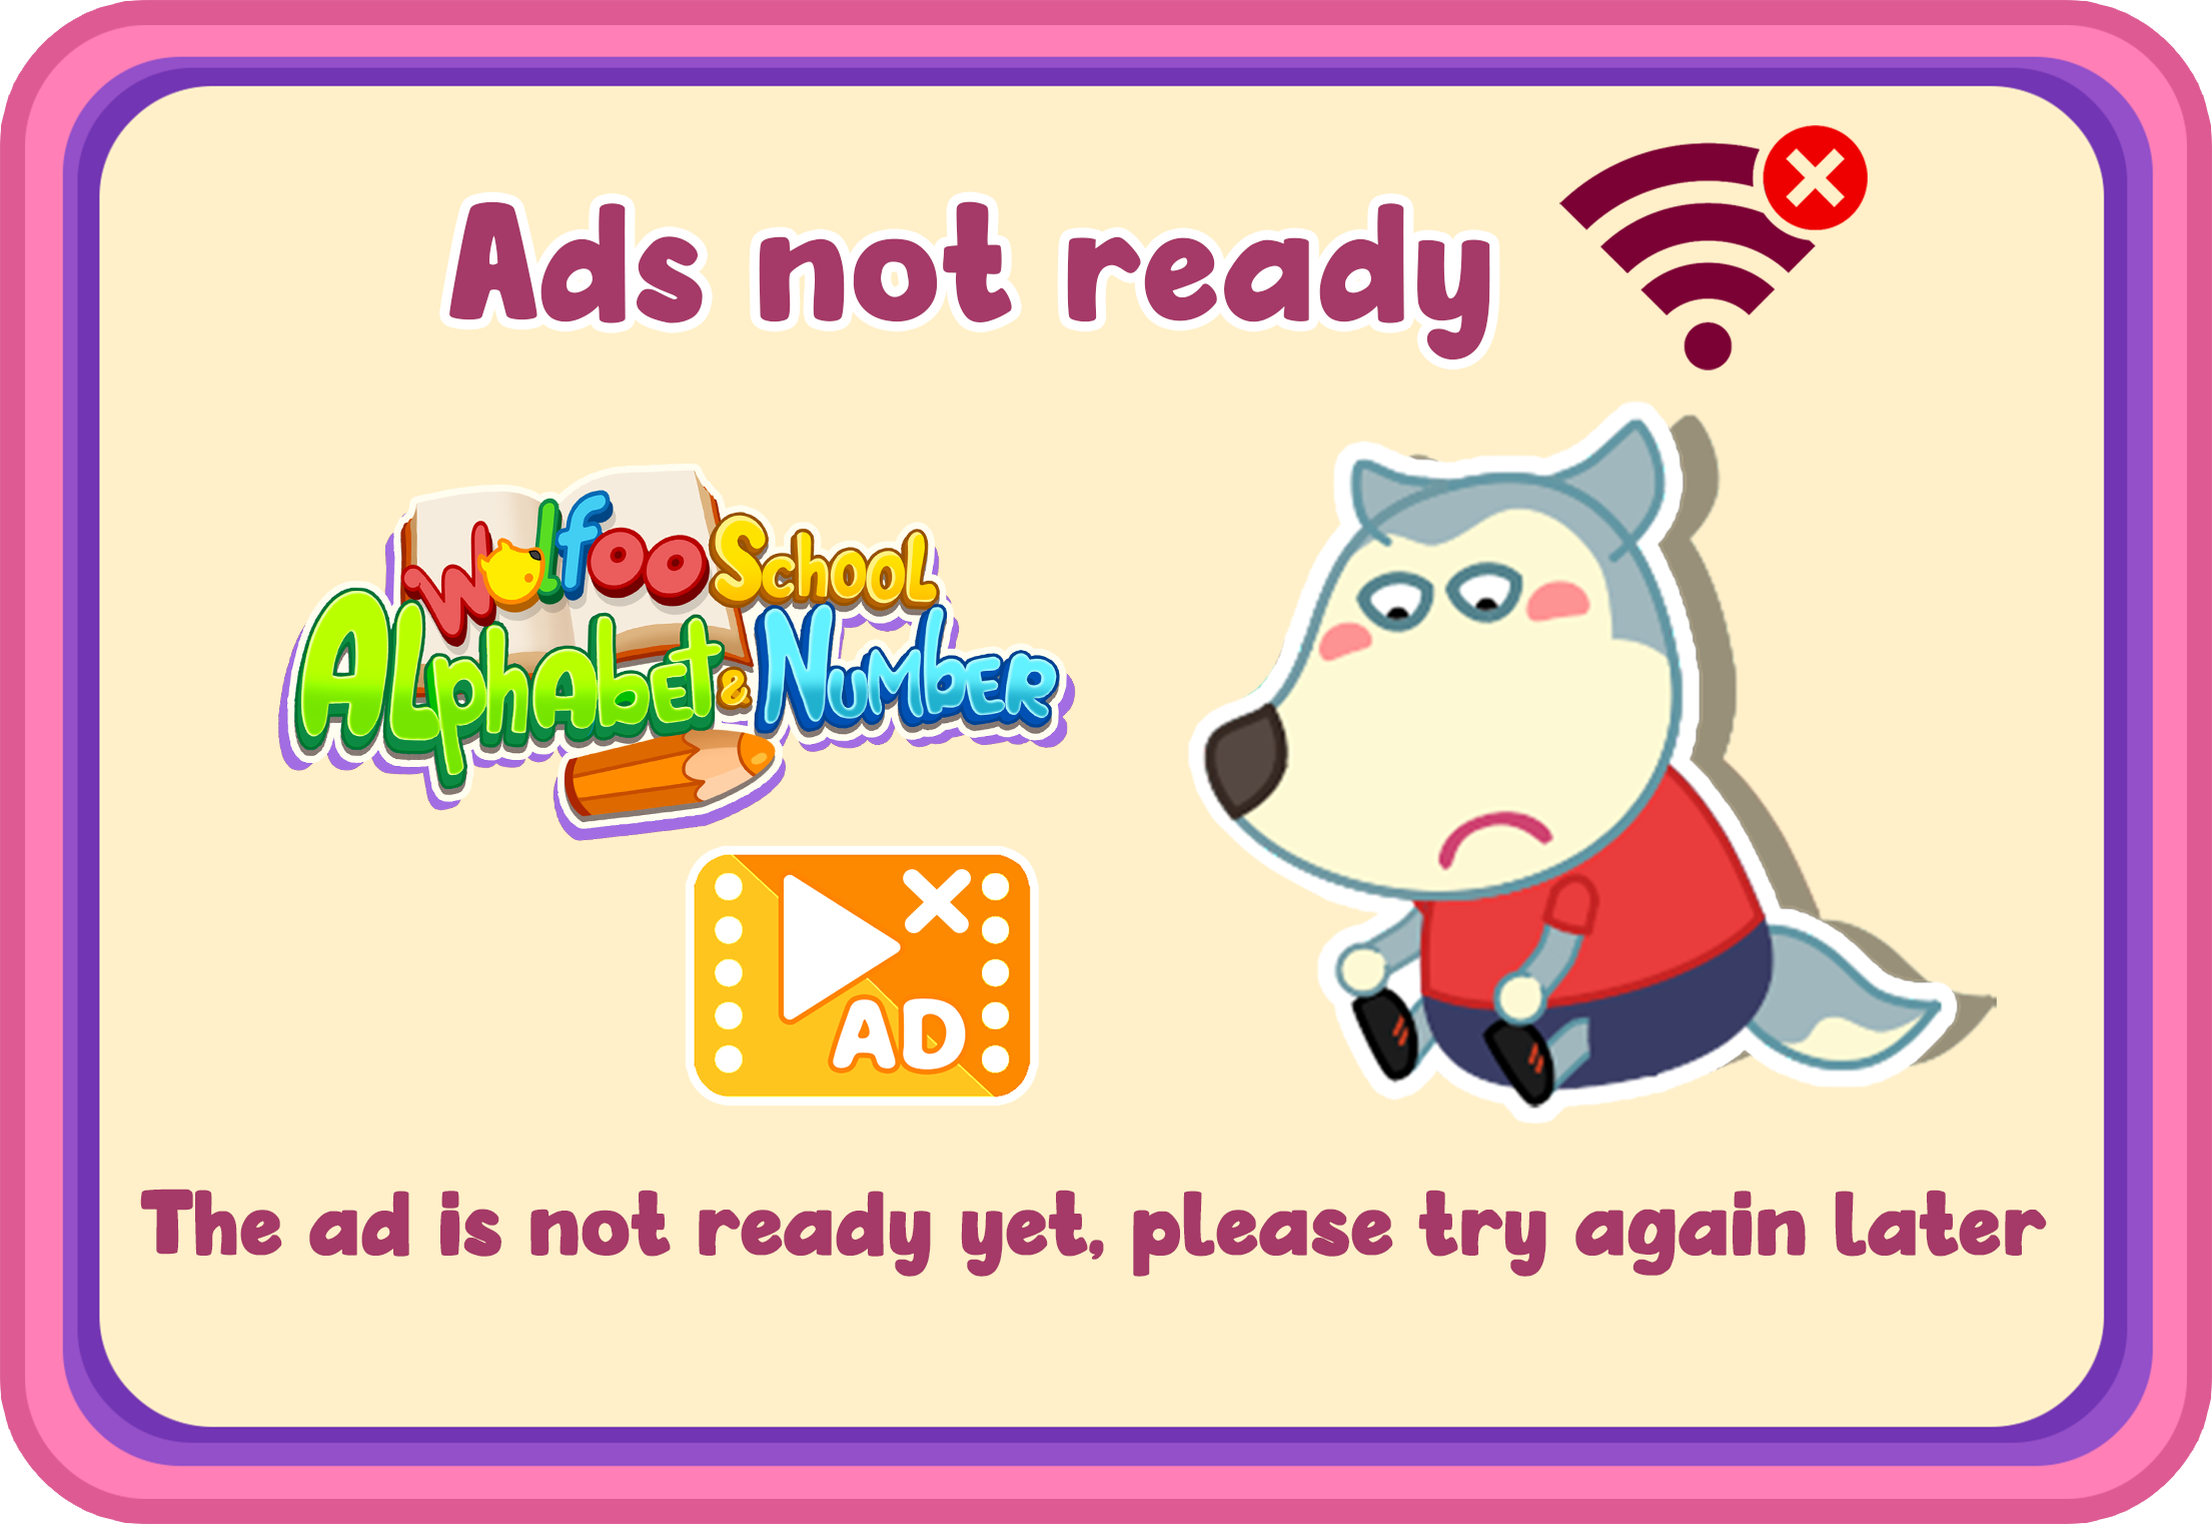 Ads not ready
Wolfoo School
Alphabet & Number
AD
The ad is not ready yet, please try again later